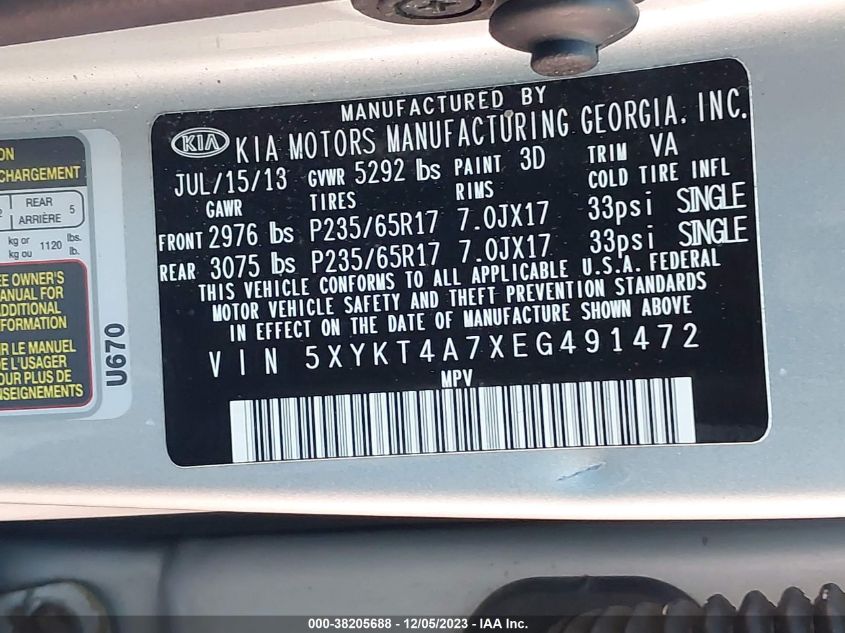 MANUFACTURED BY
KIA KIA MOTORS MANUFACTURING GEORGIA, INC.
JUL/15/13 GVWR 5292 lbs PAINT 3D TRIM VA
GAWR TIRES RIMS COLD TIRE INFL
FRONT 2976 lbs P235/65R17 7.0JX17 33psi SINGLE
REAR 3075 lbs P235/65R17 7.0JX17 33psi SINGLE
THIS VEHICLE CONFORMS TO ALL APPLICABLE U.S.A. FEDERAL
MOTOR VEHICLE SAFETY AND THEFT PREVENTION STANDARDS
IN EFFECT ON THE DATE OF MANUFACTURE SHOWN ABOVE
VIN 5XYKT4A7XEG491472
MPV
CHARGEMENT
REAR 5
ARRIÈRE
kg or 1120 lbs.
kg ou lb.
OWNER'S
FOR
U670
LE MANUEL
L'USAGER
PLUS DE
000-38205688 - 12/05/2023 - IAA Inc.